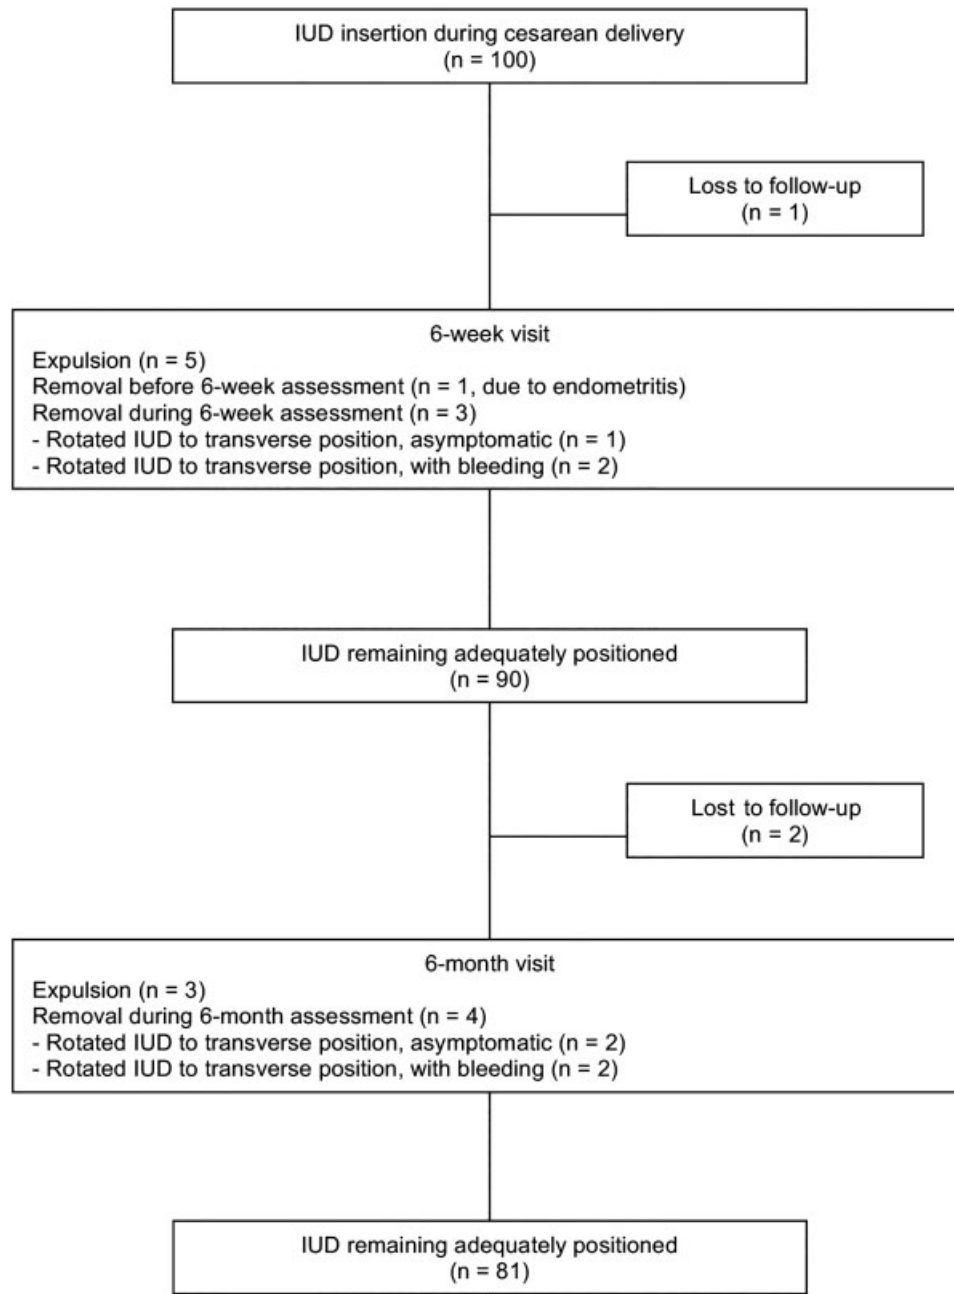 IUD insertion during cesarean delivery
(n = 100)
Loss to follow-up
(n = 1)
6-week visit
Expulsion (n = 5)
Removal before 6-week assessment (n = 1, due to endometritis)
Removal during 6-week assessment (n = 3)
- Rotated IUD to transverse position, asymptomatic (n = 1)
- Rotated IUD to transverse position, with bleeding (n = 2)
IUD remaining adequately positioned
(n = 90)
Lost to follow-up
(n = 2)
6-month visit
Expulsion (n = 3)
Removal during 6-month assessment (n = 4)
- Rotated IUD to transverse position, asymptomatic (n = 2)
- Rotated IUD to transverse position, with bleeding (n = 2)
IUD remaining adequately positioned
(n = 81)